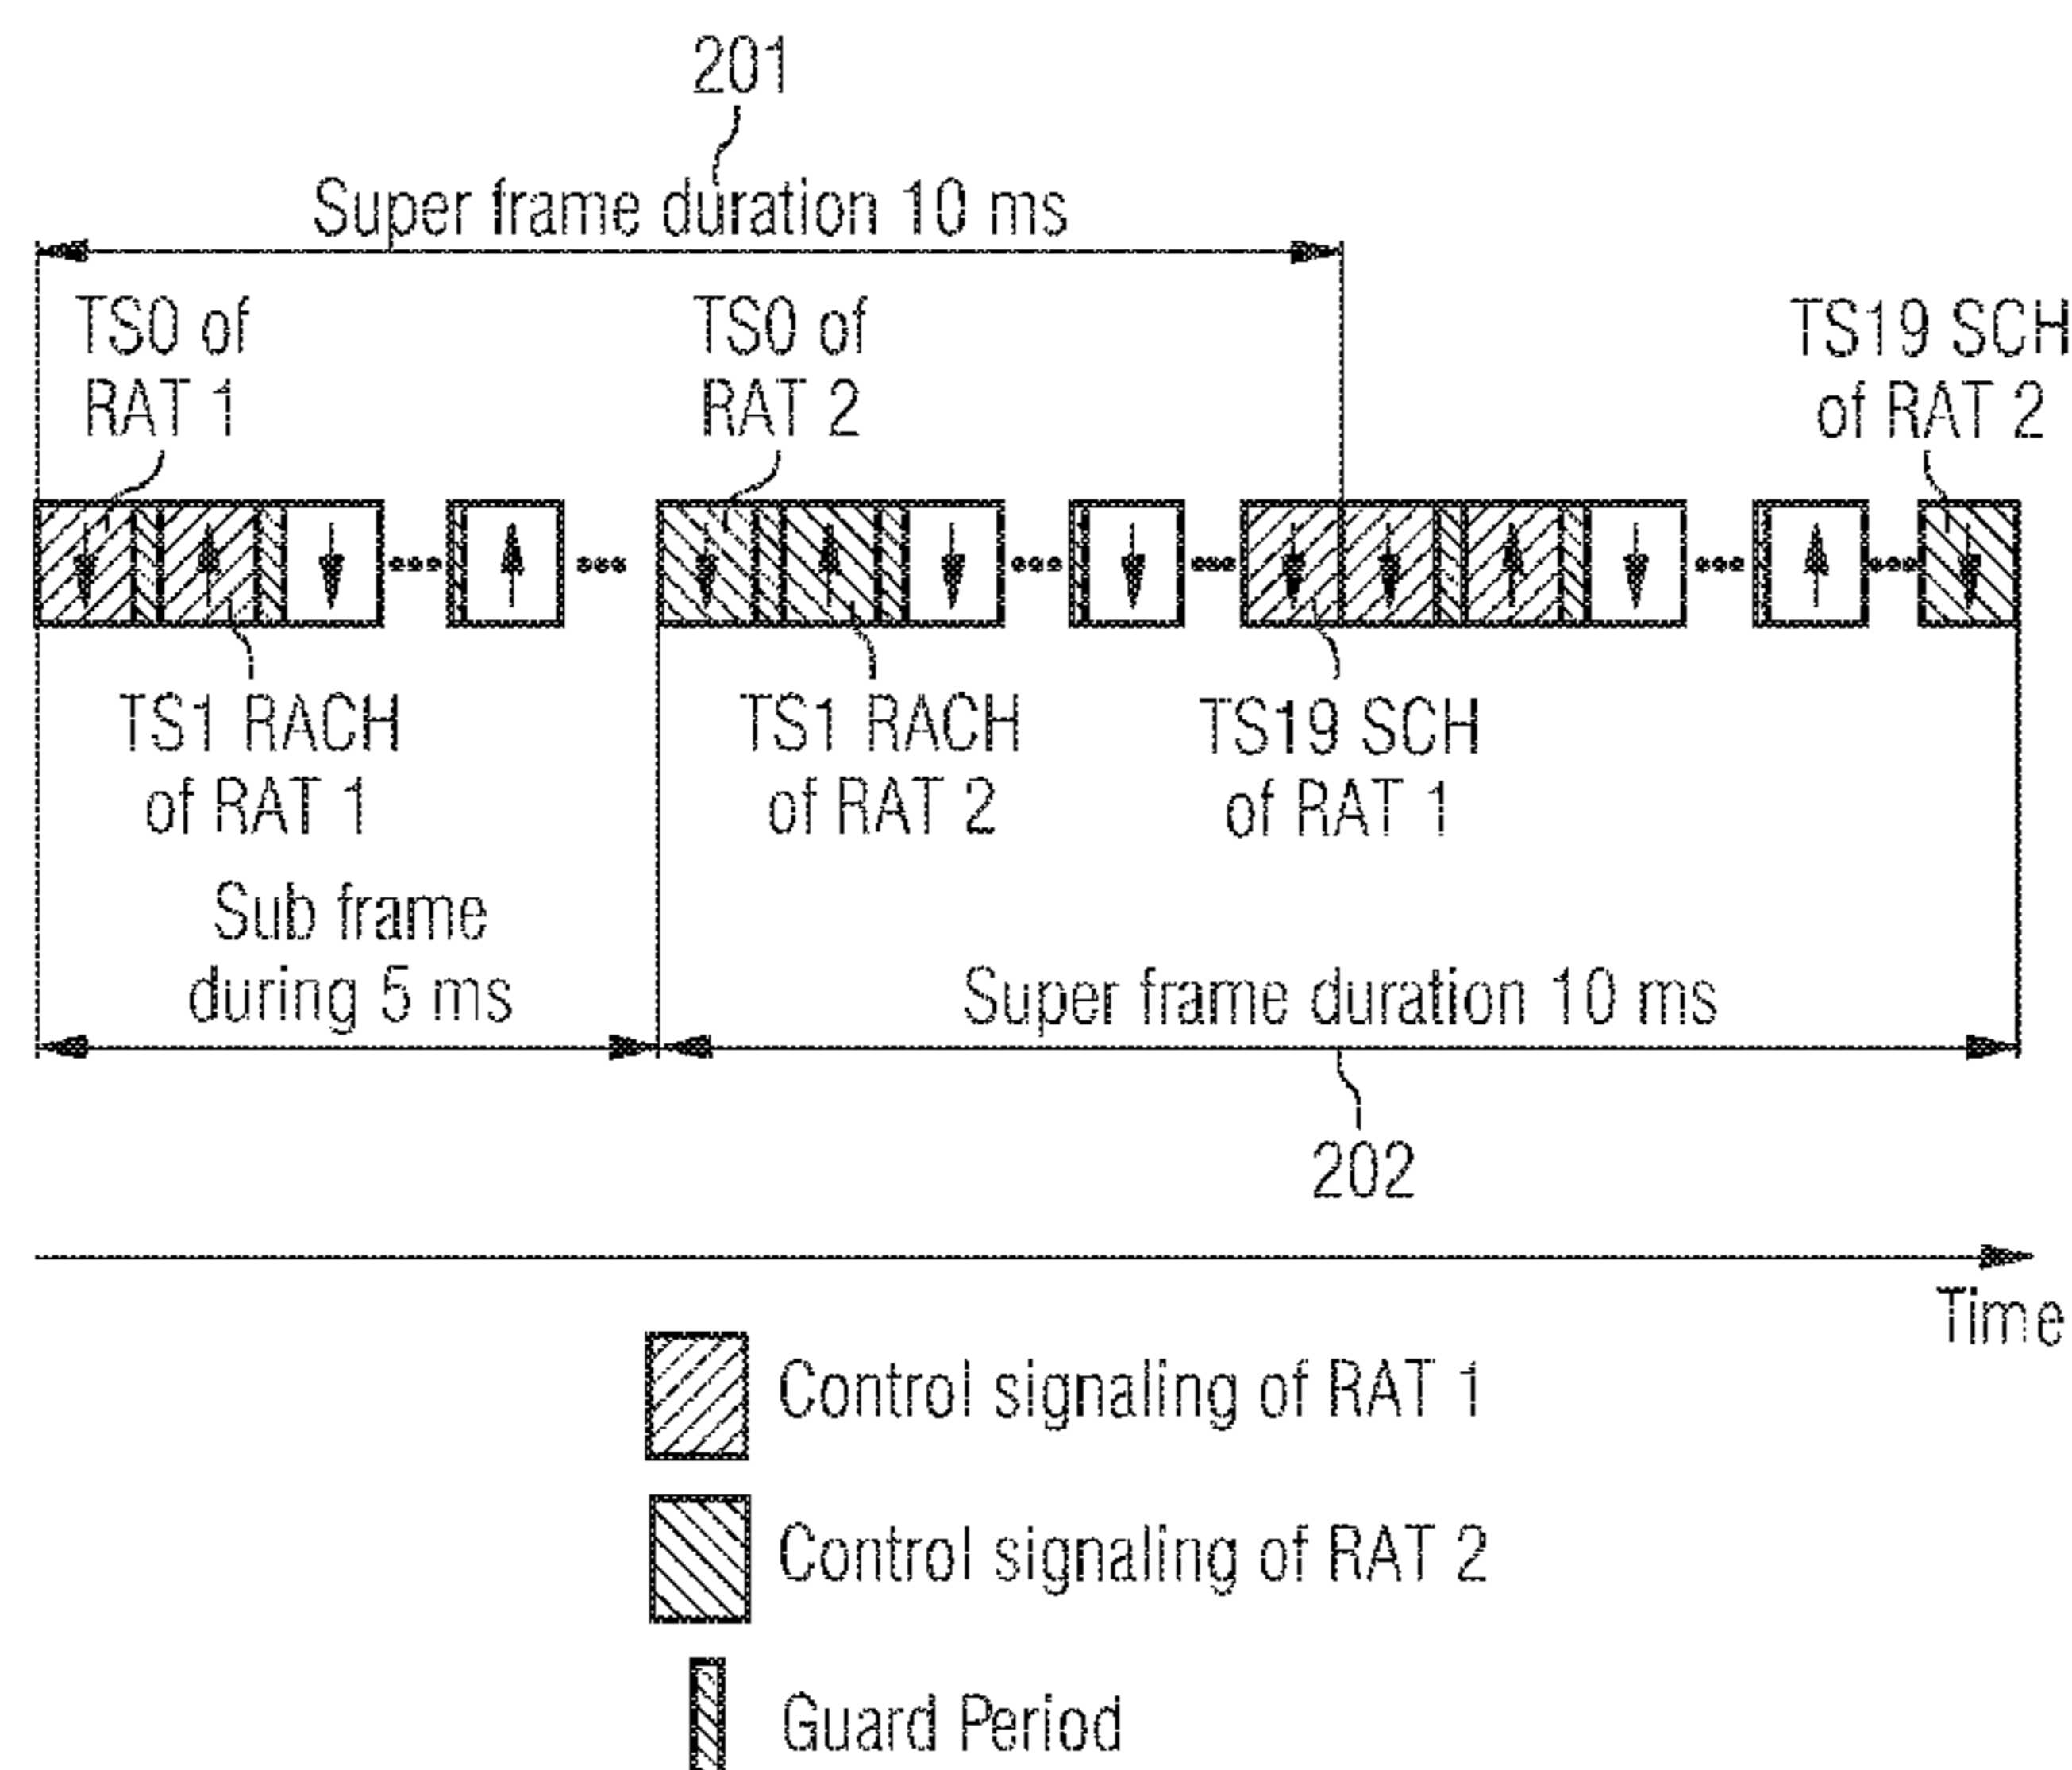 201
Super frame duration 10 ms
TS0 of
RAT 1
TS0 of
RAT 2
TS19 SCH
of RAT 2
TS1 RACH
of RAT 1
TS1 RACH
of RAT 2
TS19 SCH
of RAT 1
Sub frame
during 5 ms
Super frame duration 10 ms
202
Time
Control signaling of RAT 1
Control signaling of RAT 2
Guard Period